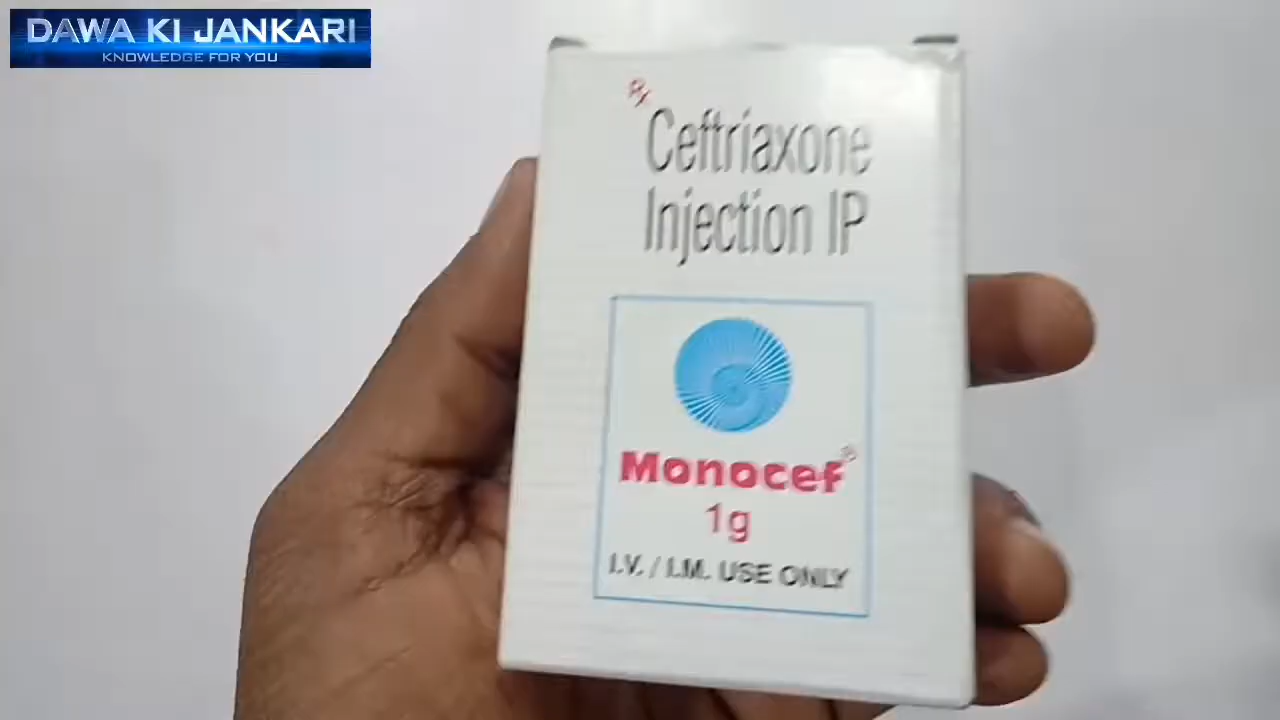 DAWA KI JANKARI
KNOWLEDGE FOR YOU
Rx
Ceftriaxone
Injection IP
Monocef®
1g
I.V. / I.M. USE ONLY